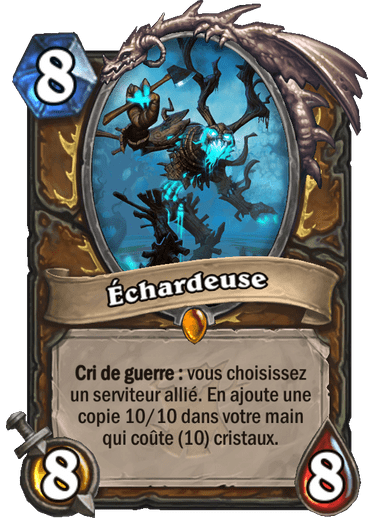 8
Échardeuse
Cri de guerre : vous choisissez
un serviteur allié. En ajoute une
copie 10/10 dans votre main
qui coûte (10) cristaux.
8
8